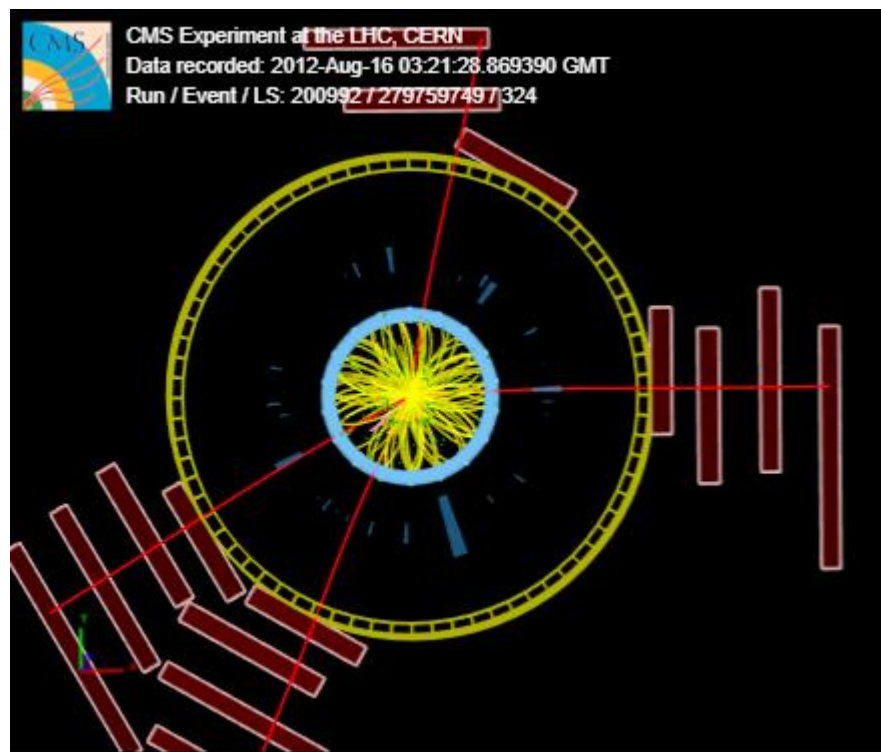 CMS
CMS Experiment at the LHC, CERN
Data recorded: 2012-Aug-16 03:21:28.869390 GMT
Run / Event / LS: 200992 / 279759749 / 324